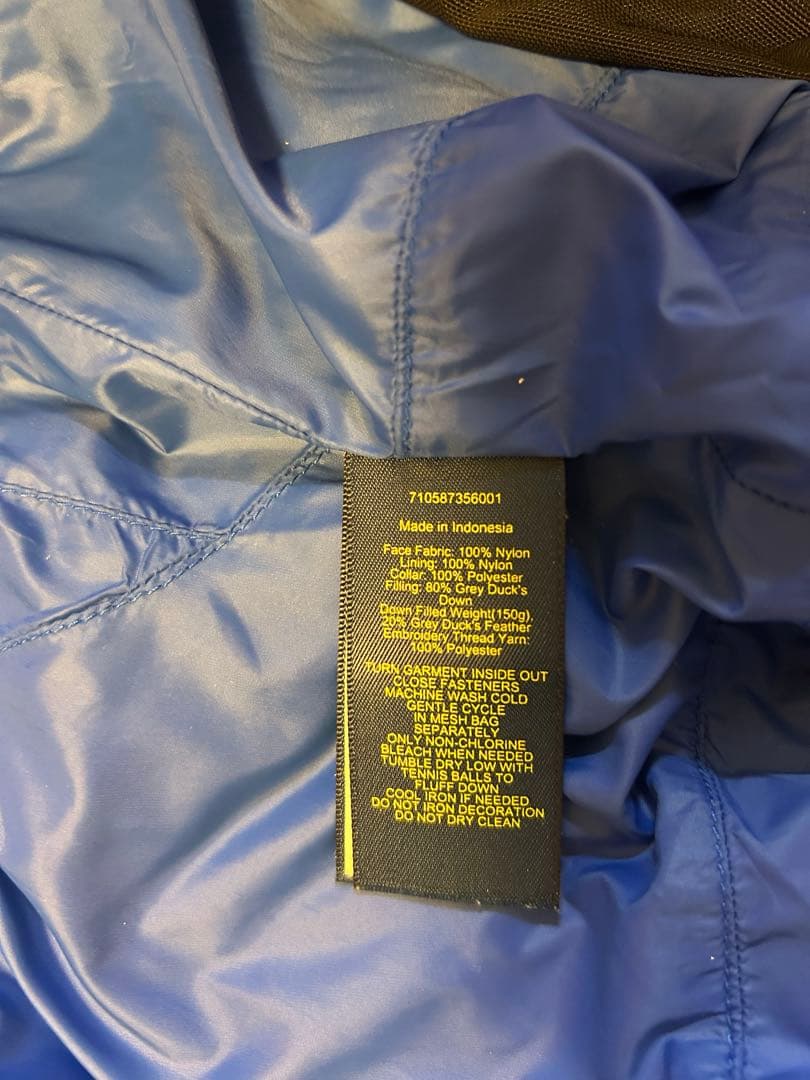 710587356001
Made in Indonesia
Face Fabric: 100% Nylon
Lining: 100% Nylon
Collar: 100% Polyester
Filling: 80% Grey Duck's
Down
Down Filled Weight(150g),
20% Grey Duck's Feather
Embroidery Thread Yarn:
100% Polyester
TURN GARMENT INSIDE OUT
CLOSE FASTENERS
MACHINE WASH COLD
GENTLE CYCLE
IN MESH BAG
SEPARATELY
ONLY NON-CHLORINE
BLEACH WHEN NEEDED
TUMBLE DRY LOW WITH
TENNIS BALLS TO
FLUFF DOWN
COOL IRON IF NEEDED
DO NOT IRON DECORATION
DO NOT DRY CLEAN